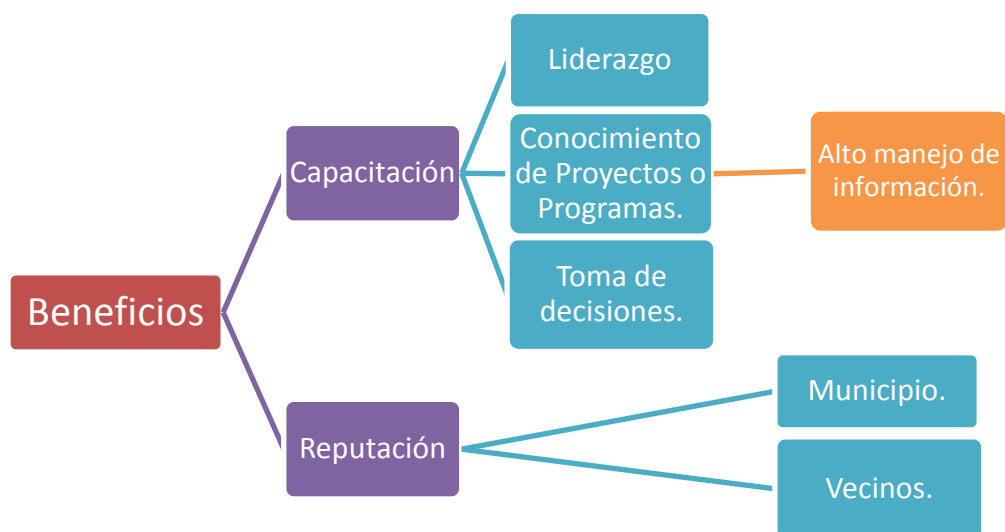 Beneficios
Capacitación
Liderazgo
Conocimiento
de Proyectos o
Programas.
Alto manejo de
información.
Toma de
decisiones.
Reputación
Municipio.
Vecinos.